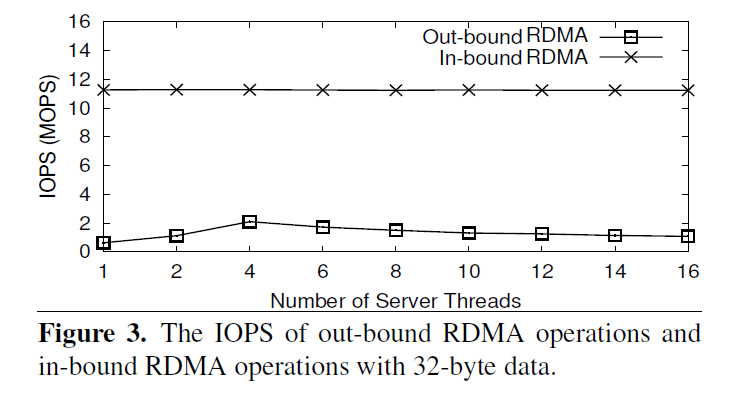 16
14
12
10
8
6
4
2
0
IOPS (MOPS)
Out-bound RDMA
In-bound RDMA
1 2 4 6 8 10 12 14 16
Number of Server Threads
Figure 3. The IOPS of out-bound RDMA operations and
in-bound RDMA operations with 32-byte data.